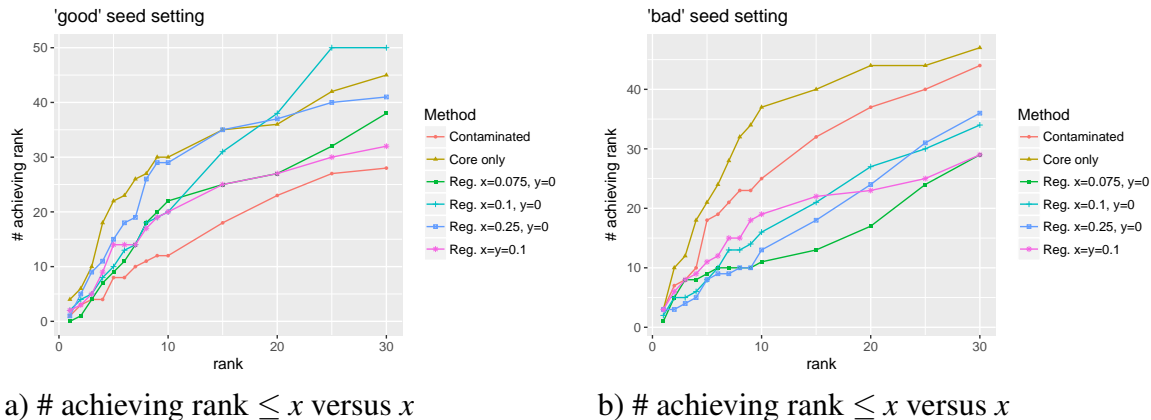 'good' seed setting
50
40
30
20
10
0
# achieving rank
0
10
20
30
rank
Method
Contaminated
Core only
Reg. x=0.075, y=0
Reg. x=0.1, y=0
Reg. x=0.25, y=0
Reg. x=y=0.1
a) # achieving rank ≤ x versus x
'bad' seed setting
40
30
20
10
0
# achieving rank
0
10
20
30
rank
Method
Contaminated
Core only
Reg. x=0.075, y=0
Reg. x=0.1, y=0
Reg. x=0.25, y=0
Reg. x=y=0.1
b) # achieving rank ≤ x versus x